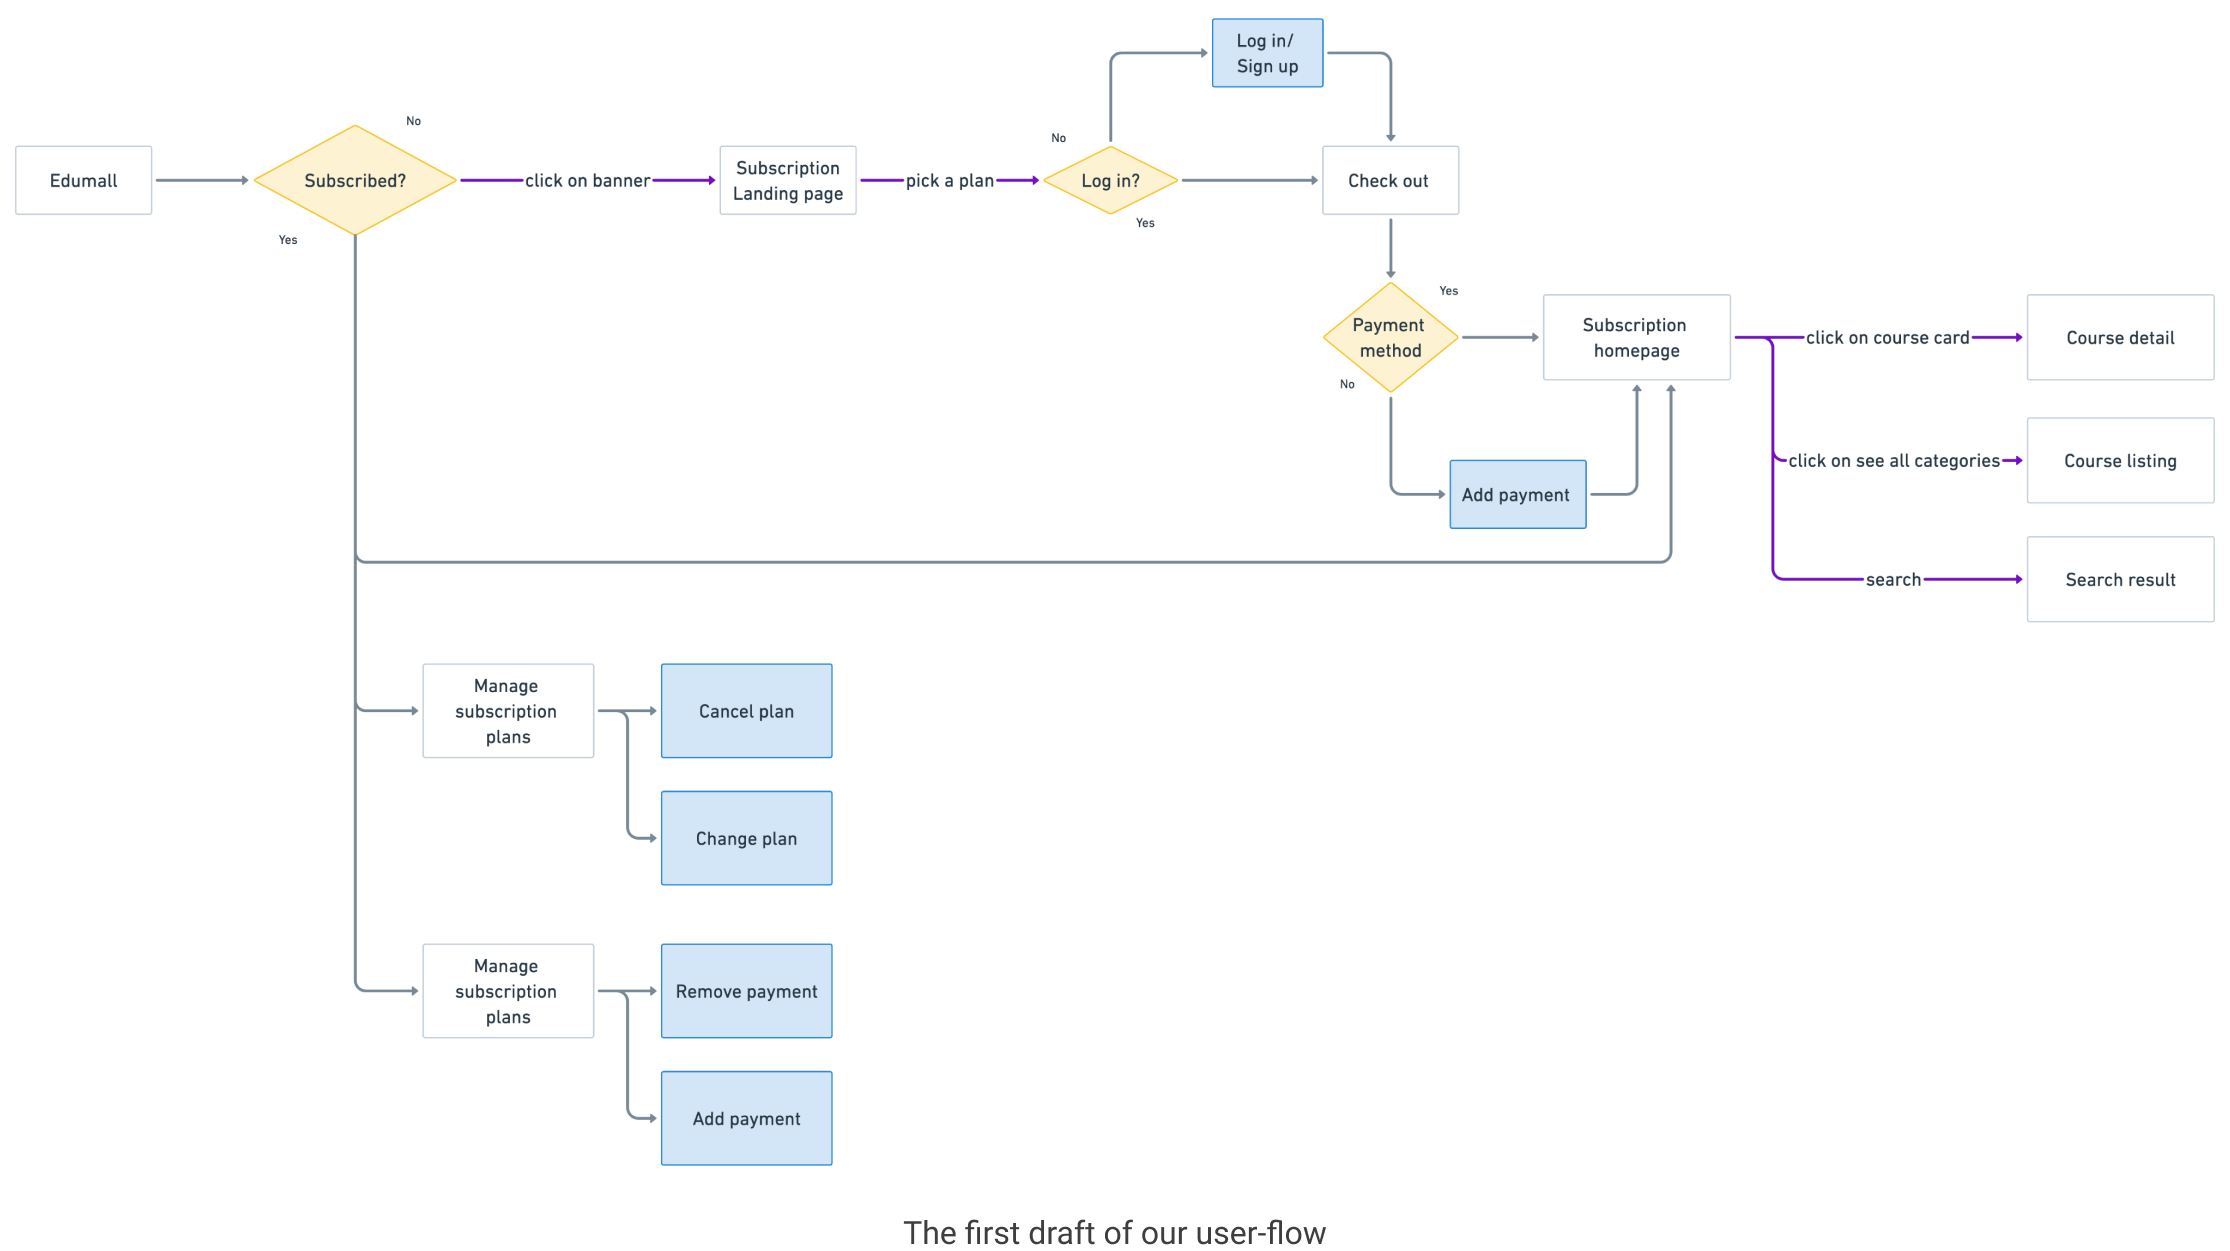 Log in/
Sign up
No
Edumall
Subscribed?
click on banner
Subscription
Landing page
pick a plan
No
Log in?
Check out
Yes
Yes
Payment
method
Yes
No
Subscription
homepage
click on course card
Course detail
click on see all categories
Course listing
Add payment
search
Search result
Manage
subscription
plans
Cancel plan
Change plan
Manage
subscription
plans
Remove payment
Add payment
The first draft of our user-flow